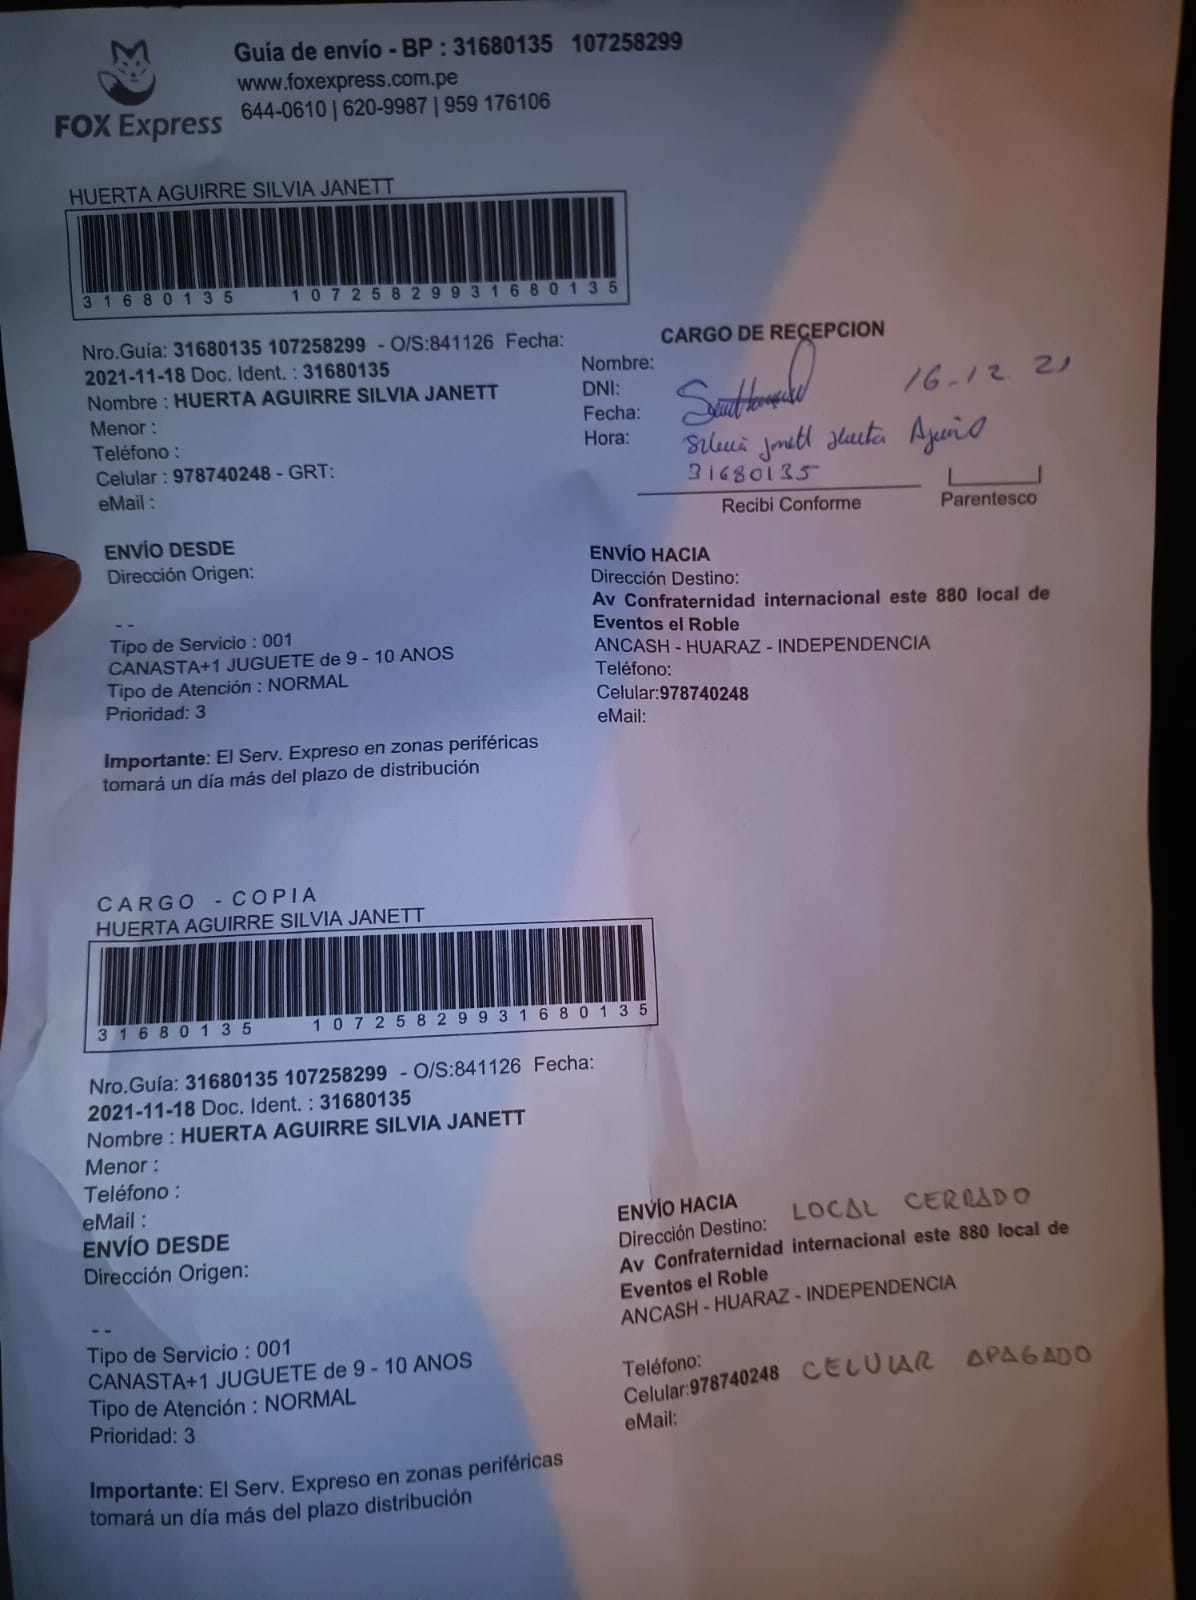 Guía de envío - BP : 31680135 107258299
www.foxexpress.com.pe
644-0610 | 620-9987 | 959 176106
FOX Express
HUERTA AGUIRRE SILVIA JANETT
31680135 10725829931680135
Nro.Guía: 31680135 107258299 - O/S:841126 Fecha:
2021-11-18 Doc. Ident. : 31680135
Nombre : HUERTA AGUIRRE SILVIA JANETT
Menor :
Teléfono :
Celular : 978740248 - GRT:
eMail :
CARGO DE RECEPCION
Nombre:
DNI:
Fecha:
Hora:
16-12. 21
Silvia Janett Huerta Aguirre
31680135
Recibi Conforme
Parentesco
ENVÍO DESDE
Dirección Origen:
- -
Tipo de Servicio : 001
CANASTA+1 JUGUETE de 9 - 10 ANOS
Tipo de Atención : NORMAL
Prioridad: 3
ENVÍO HACIA
Dirección Destino:
Av Confraternidad internacional este 880 local de
Eventos el Roble
ANCASH - HUARAZ - INDEPENDENCIA
Teléfono:
Celular:978740248
eMail:
Importante: El Serv. Expreso en zonas periféricas
tomará un día más del plazo de distribución
CARGO - COPIA
HUERTA AGUIRRE SILVIA JANETT
31680135 10725829931680135
Nro.Guía: 31680135 107258299 - O/S:841126 Fecha:
2021-11-18 Doc. Ident. : 31680135
Nombre : HUERTA AGUIRRE SILVIA JANETT
Menor :
Teléfono :
eMail :
ENVÍO DESDE
Dirección Origen:
- -
Tipo de Servicio : 001
CANASTA+1 JUGUETE de 9 - 10 ANOS
Tipo de Atención : NORMAL
Prioridad: 3
ENVÍO HACIA
Dirección Destino: LOCAL CERRADO
Av Confraternidad internacional este 880 local de
Eventos el Roble
ANCASH - HUARAZ - INDEPENDENCIA
Teléfono:
Celular:978740248 CELULAR APAGADO
eMail:
Importante: El Serv. Expreso en zonas periféricas
tomará un día más del plazo distribución